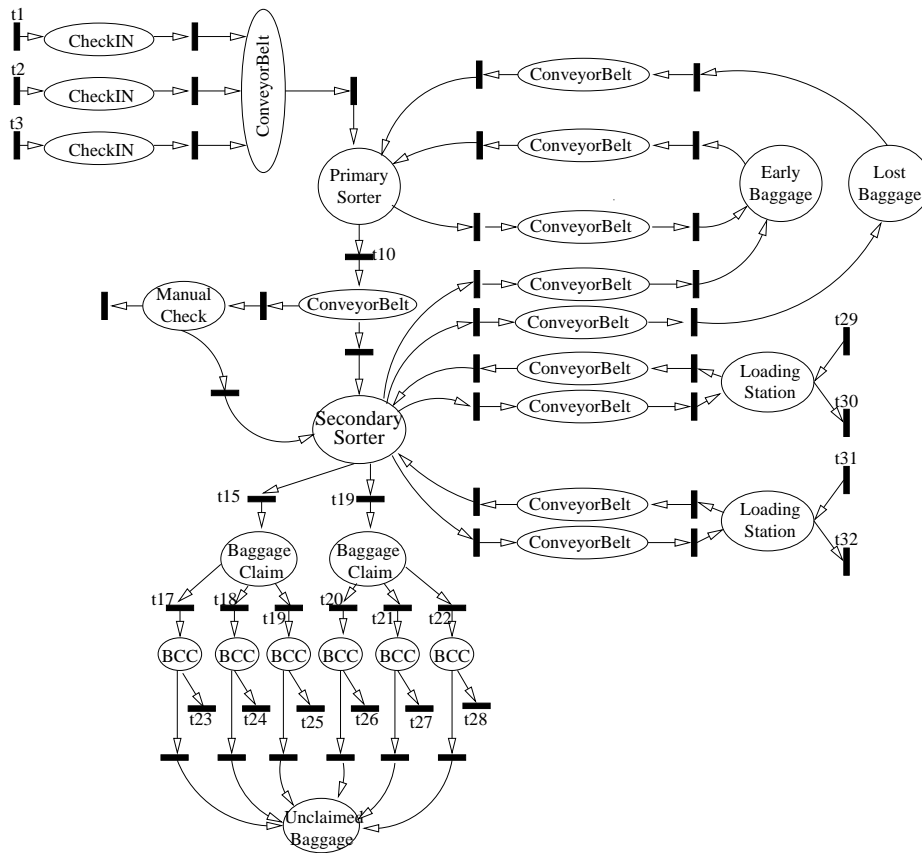 t1
CheckIN
t2
CheckIN
t3
CheckIN
ConveyorBelt
ConveyorBelt
ConveyorBelt
Primary
Sorter
Early
Baggage
Lost
Baggage
ConveyorBelt
t10
Manual
Check
ConveyorBelt
ConveyorBelt
ConveyorBelt
t29
ConveyorBelt
Loading
Station
ConveyorBelt
t30
Secondary
Sorter
t31
t15
t19
ConveyorBelt
Loading
Station
ConveyorBelt
t32
Baggage
Claim
Baggage
Claim
t17
t18
t19
t20
t21
t22
BCC
BCC
BCC
BCC
BCC
BCC
t23
t24
t25
t26
t27
t28
Unclaimed
Baggage